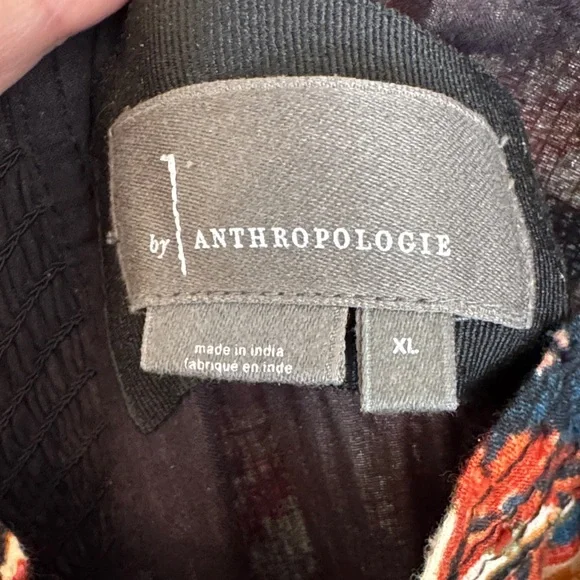 by ANTHROPOLOGIE
made in india
fabriqué en inde
XL